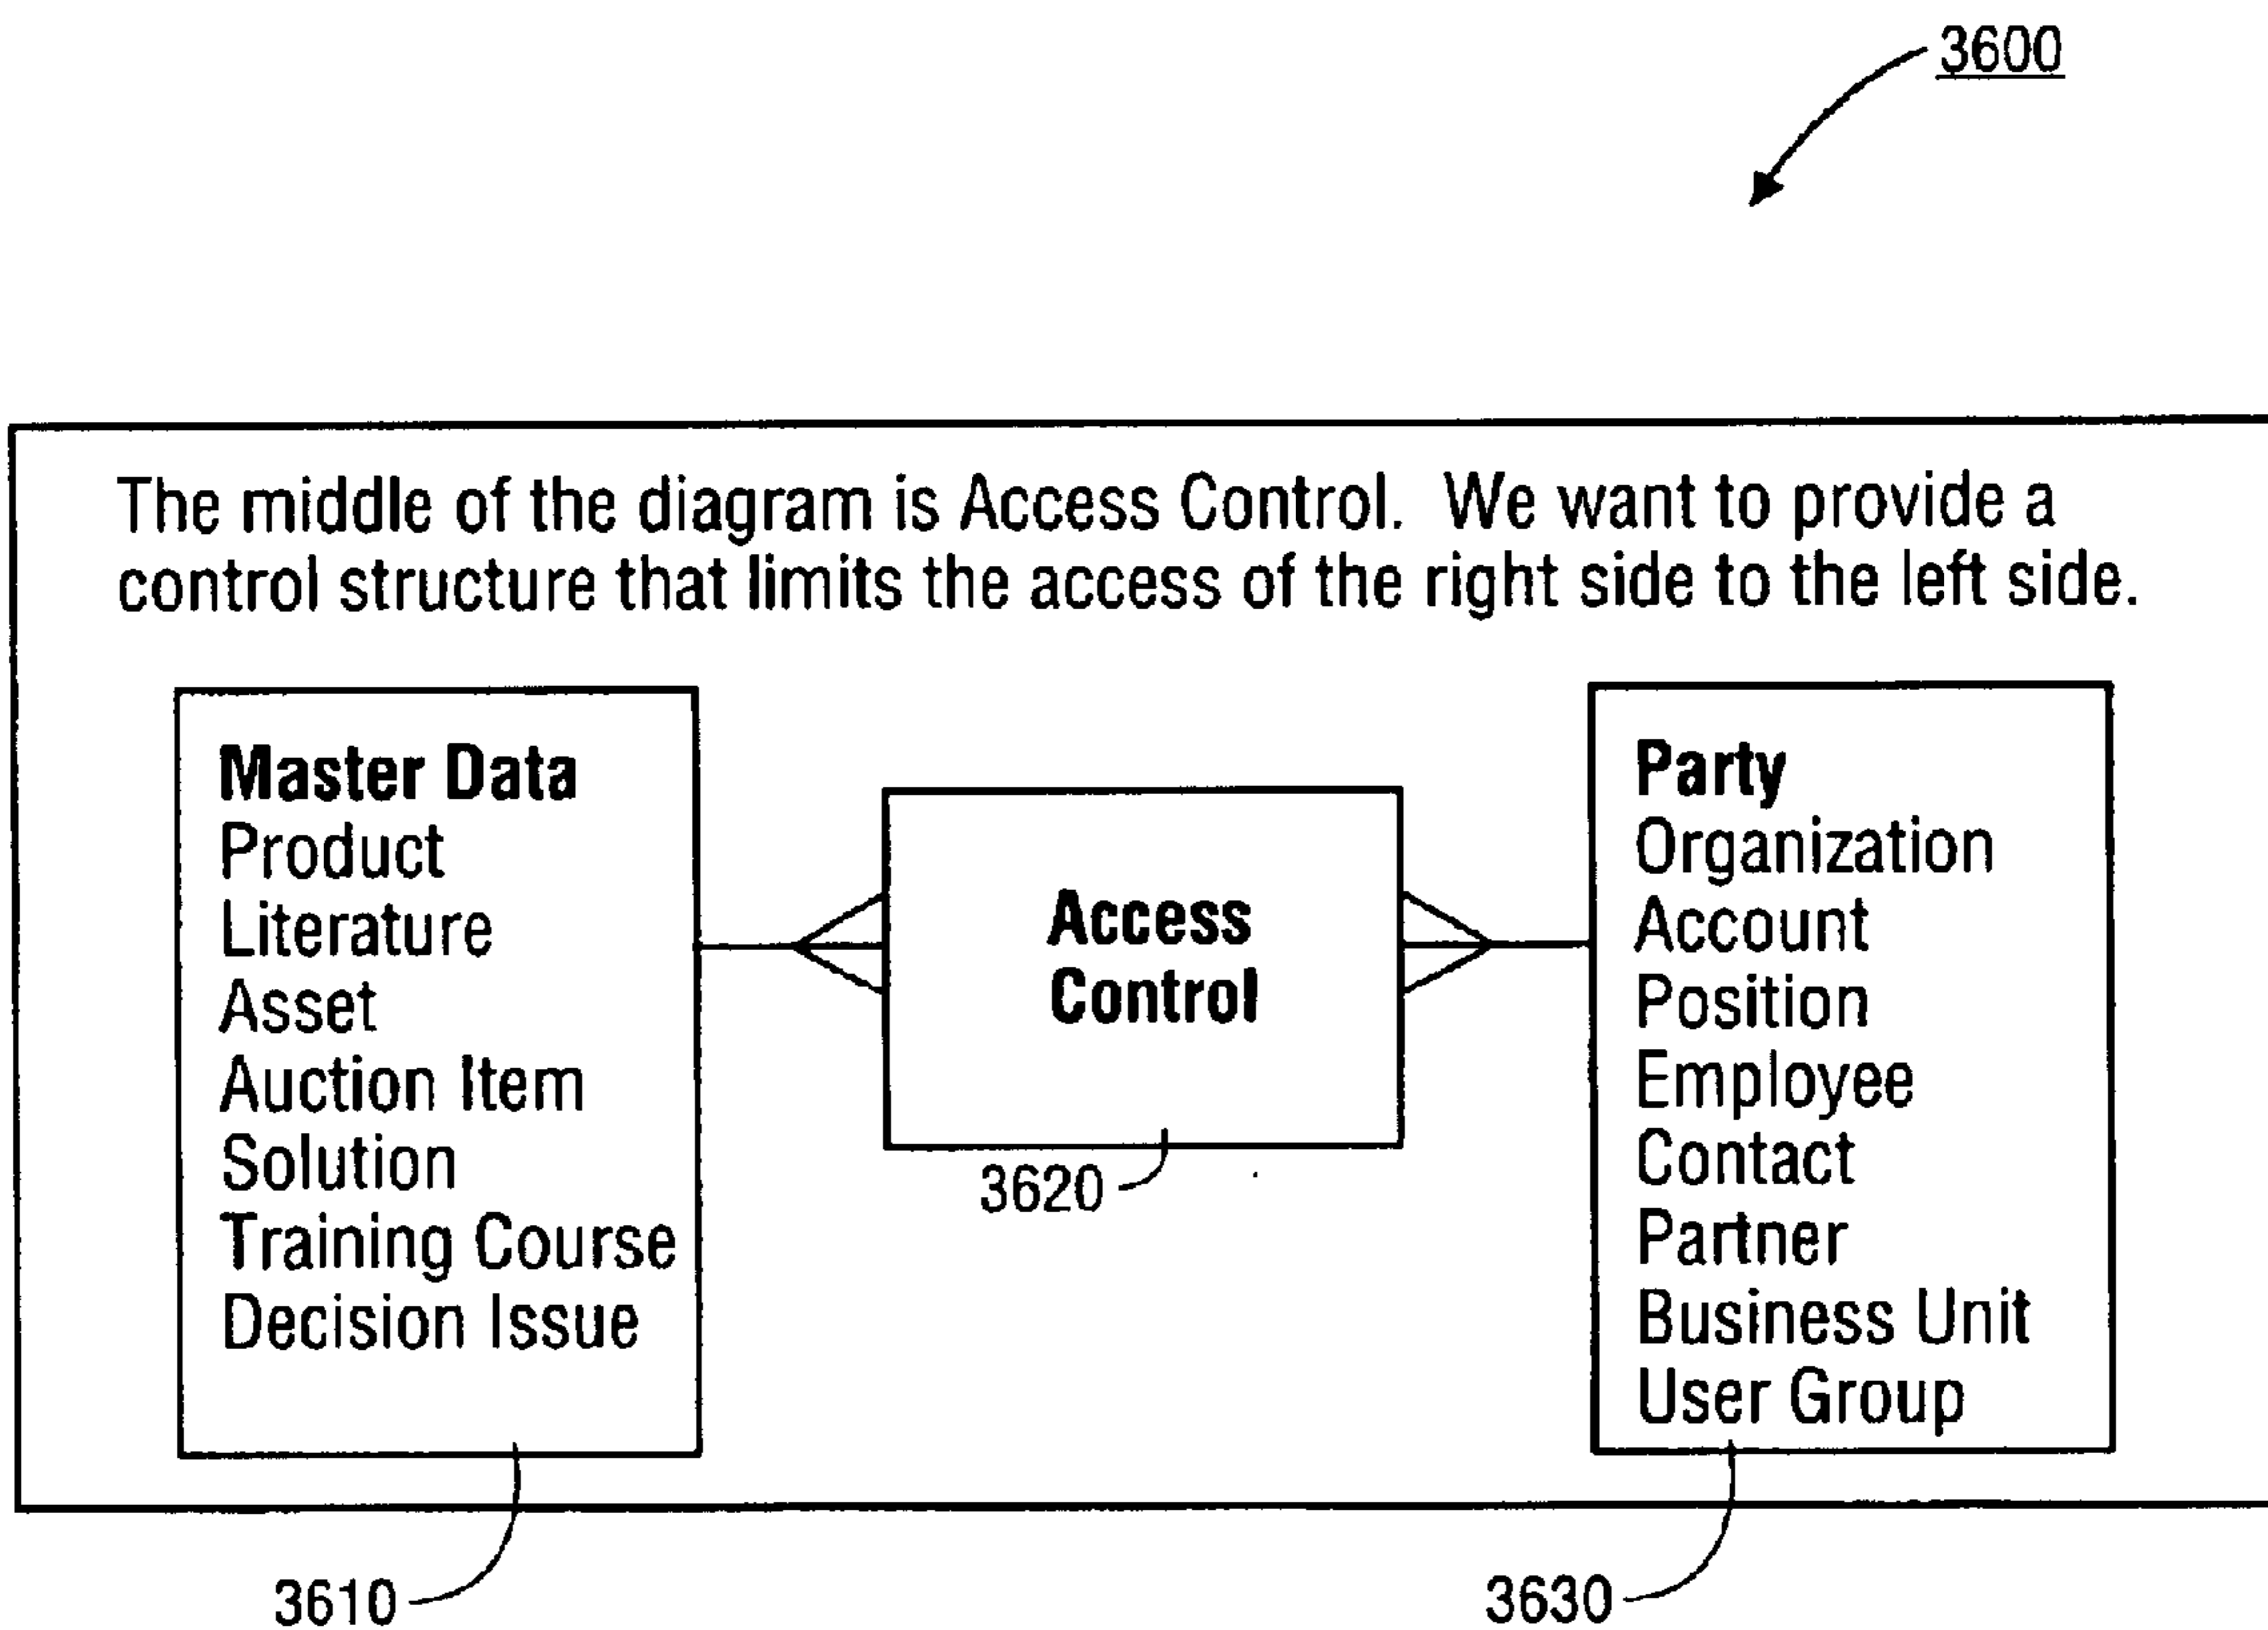 3600
The middle of the diagram is Access Control. We want to provide a
control structure that limits the access of the right side to the left side.
Master Data
Product
Literature
Asset
Auction Item
Solution
Training Course
Decision Issue
Access
Control
3620
Party
Organization
Account
Position
Employee
Contact
Partner
Business Unit
User Group
3610
3630